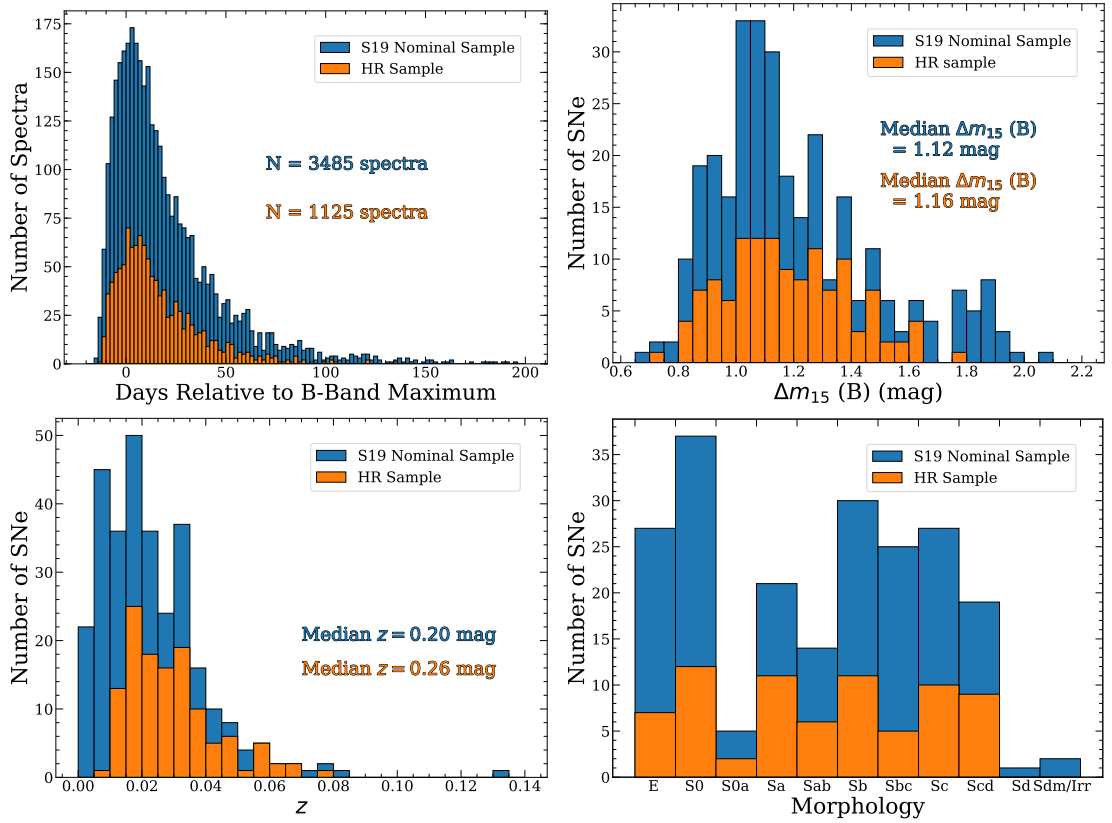 175
150
125
100
75
50
25
0
Number of Spectra
S19 Nominal Sample
HR Sample
N = 3485 spectra
N = 1125 spectra
0 50 100 150 200
Days Relative to B-Band Maximum
30
25
20
15
10
5
0
Number of SNe
S19 Nominal Sample
HR sample
Median Δm₁₅ (B)
= 1.12 mag
Median Δm₁₅ (B)
= 1.16 mag
0.6 0.8 1.0 1.2 1.4 1.6 1.8 2.0 2.2
Δm₁₅ (B) (mag)
50
40
30
20
10
0
Number of SNe
S19 Nominal Sample
HR Sample
Median z = 0.20 mag
Median z = 0.26 mag
0.00 0.02 0.04 0.06 0.08 0.10 0.12 0.14
z
35
30
25
20
15
10
5
0
Number of SNe
S19 Nominal Sample
HR Sample
E S0 S0a Sa Sab Sb Sbc Sc Scd Sd Sdm/Irr
Morphology